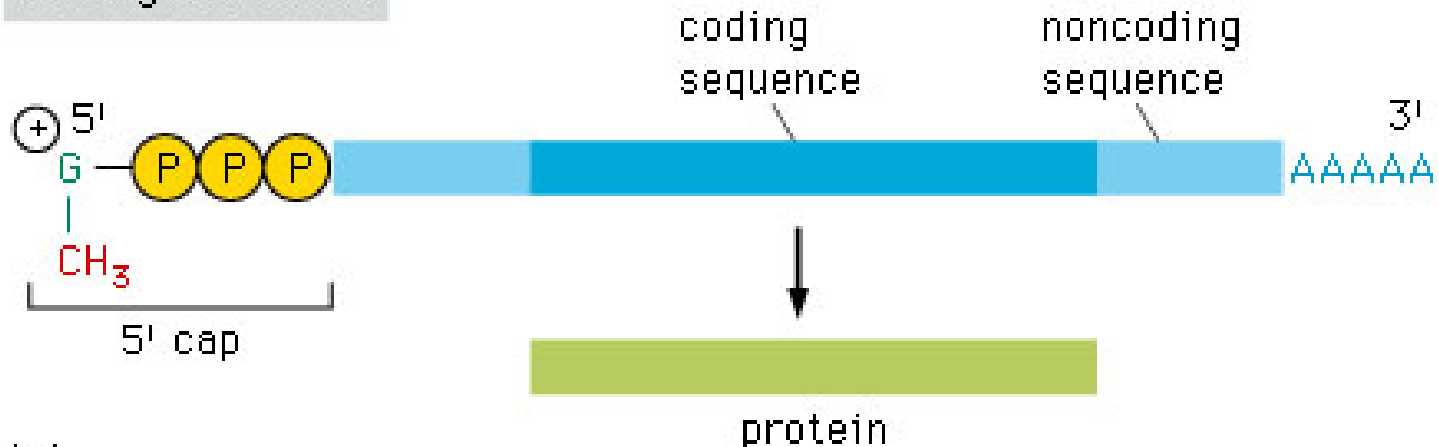 coding
sequence
noncoding
sequence
+ 5' 3'
G P P P AAAAA
CH3
5' cap
protein